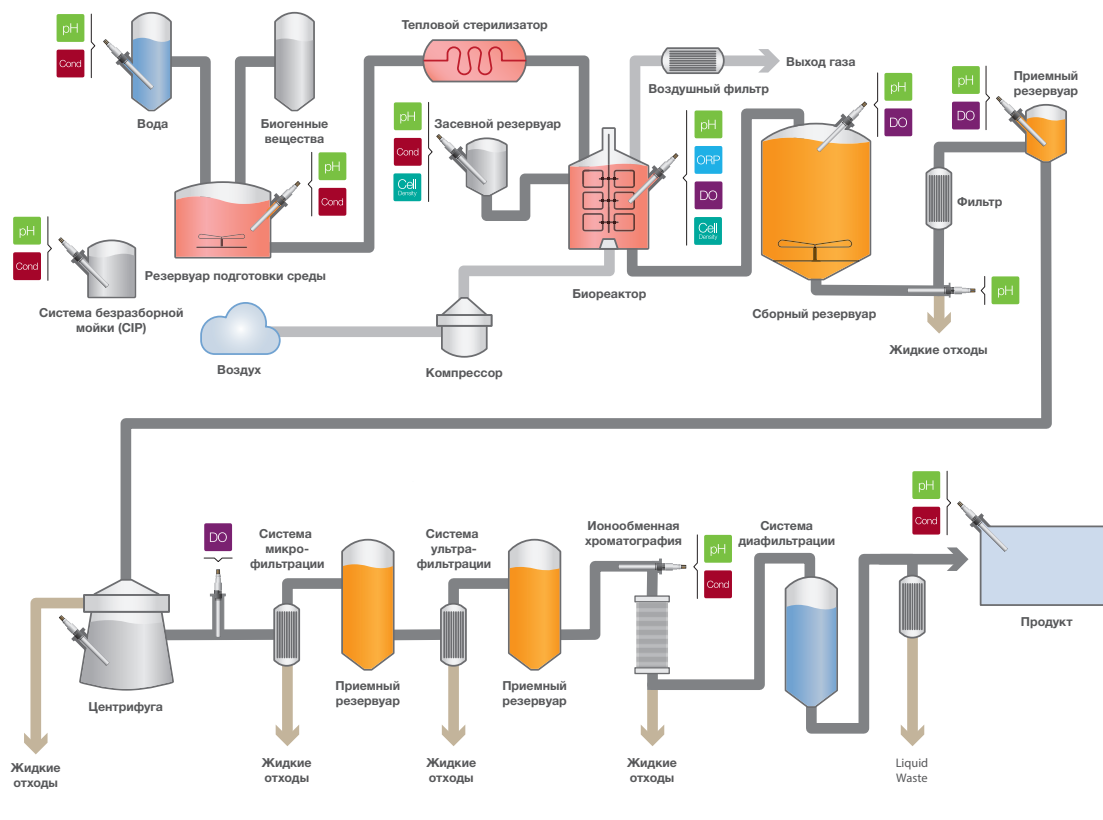 pH
Cond
Вода
Биогенные
вещества
Тепловой стерилизатор
Воздушный фильтр
Выход газа
pH
DO
pH
DO
Приемный
резервуар
pH
Cond
Cell
Density
Засевной резервуар
pH
ORP
DO
Cell
Density
pH
Cond
Фильтр
pH
Cond
Резервуар подготовки среды
Система безразборной
мойки (CIP)
Биореактор
Сборный резервуар
pH
Жидкие отходы
Воздух
Компрессор
DO
Система
микро-
фильтрации
Система
ультра-
фильтрации
Ионообменная
хроматография
pH
Cond
Система
диафильтрации
pH
Cond
Продукт
Центрифуга
Приемный
резервуар
Приемный
резервуар
Жидкие
отходы
Жидкие
отходы
Жидкие
отходы
Жидкие
отходы
Liquid
Waste